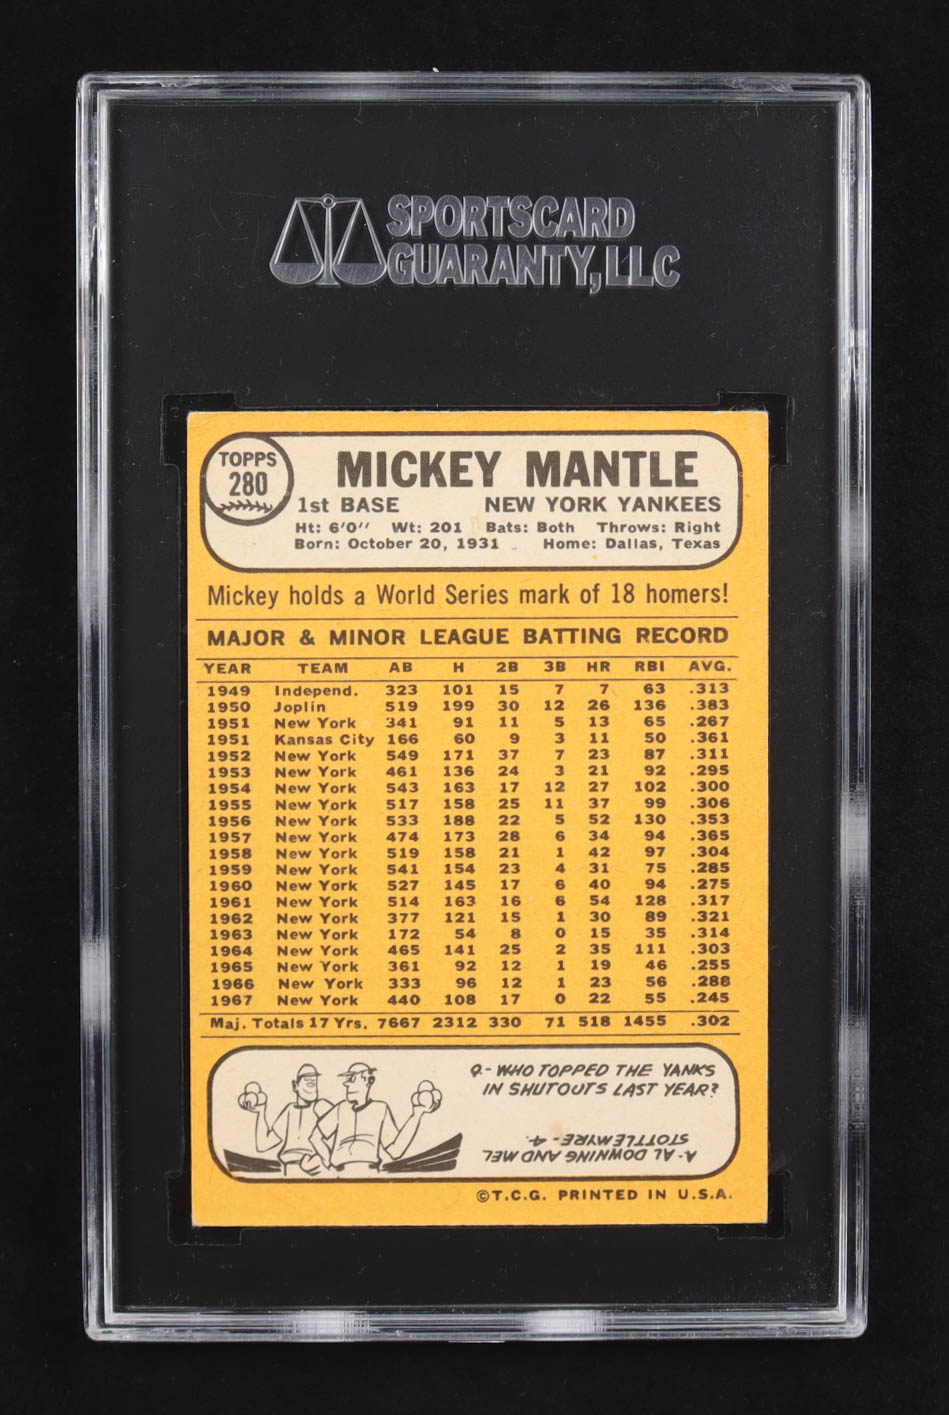 SPORTSCARD
GUARANTY, LLC
TOPPS
280
MICKEY MANTLE
1st BASE NEW YORK YANKEES
Ht: 6'0" Wt: 201 Bats: Both Throws: Right
Born: October 20, 1931 Home: Dallas, Texas
Mickey holds a World Series mark of 18 homers!
MAJOR & MINOR LEAGUE BATTING RECORD
YEAR TEAM AB H 2B 3B HR RBI AVG.
1949 Independ. 323 101 15 7 7 63 .313
1950 Joplin 519 199 30 12 26 136 .383
1951 New York 341 91 11 5 13 65 .267
1951 Kansas City 166 60 9 3 11 50 .361
1952 New York 549 171 37 7 23 87 .311
1953 New York 461 136 24 3 21 92 .295
1954 New York 543 163 17 12 27 102 .300
1955 New York 517 158 25 11 37 99 .306
1956 New York 533 188 22 5 52 130 .353
1957 New York 474 173 28 6 34 94 .365
1958 New York 519 158 21 1 42 97 .304
1959 New York 541 154 23 4 31 75 .285
1960 New York 527 145 17 6 40 94 .275
1961 New York 514 163 16 6 54 128 .317
1962 New York 377 121 15 1 30 89 .321
1963 New York 172 54 8 0 15 35 .314
1964 New York 465 141 25 2 35 111 .303
1965 New York 361 92 12 1 19 46 .255
1966 New York 333 96 12 1 23 56 .288
1967 New York 440 108 17 0 22 55 .245
Maj. Totals 17 Yrs. 7667 2312 330 71 518 1455 .302
Q.- WHO TOPPED THE YANKS
IN SHUTOUTS LAST YEAR?
A- AL DOWNING AND MEL
STOTTLEMYRE - 4.
©T.C.G. PRINTED IN U.S.A.